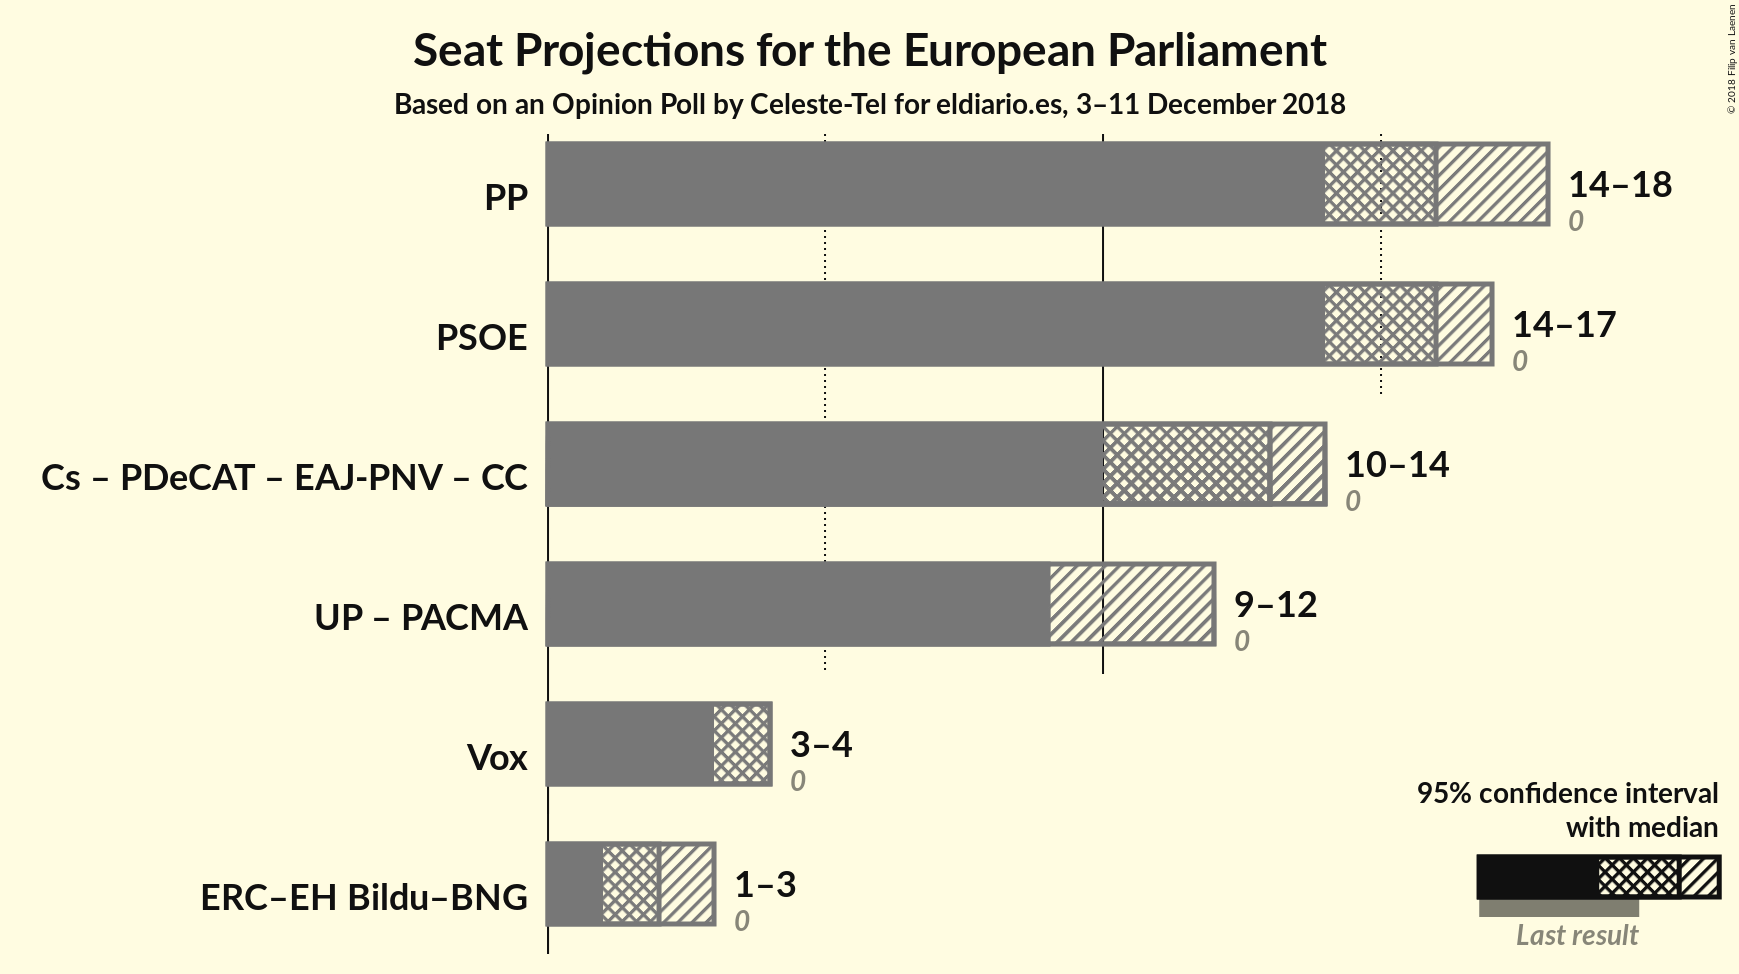 Seat Projections for the European Parliament
Based on an Opinion Poll by Celeste-Tel for eldiario.es, 3–11 December 2018
© 2018 Filip van Laenen
PP
14–18
0
PSOE
14–17
0
Cs – PDeCAT – EAJ-PNV – CC
10–14
0
UP – PACMA
9–12
0
Vox
3–4
0
ERC–EH Bildu–BNG
1–3
0
95% confidence interval
with median
Last result